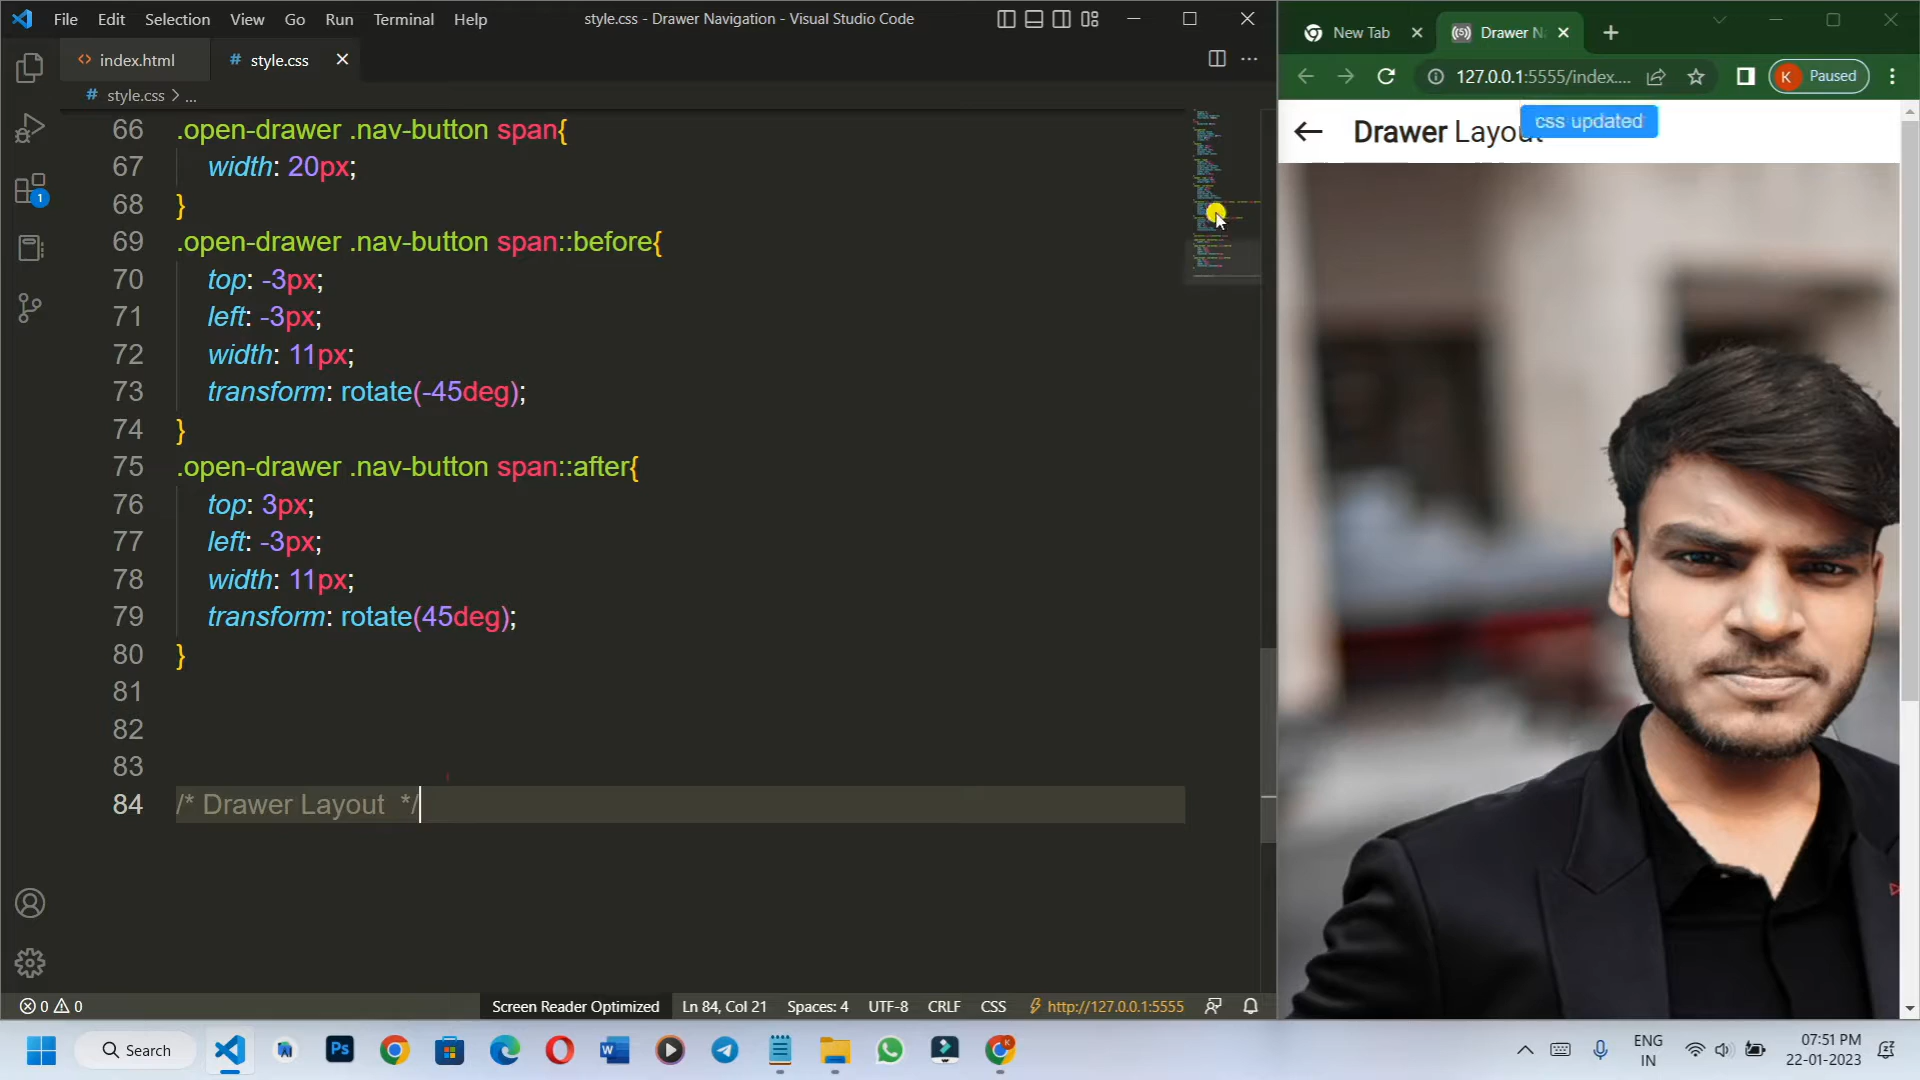 File Edit Selection View Go Run Terminal Help
style.css - Drawer Navigation - Visual Studio Code
index.html
# style.css
# style.css > ...
66 .open-drawer .nav-button span{
67 width: 20px;
68 }
69 .open-drawer .nav-button span::before{
70 top: -3px;
71 left: -3px;
72 width: 11px;
73 transform: rotate(-45deg);
74 }
75 .open-drawer .nav-button span::after{
76 top: 3px;
77 left: -3px;
78 width: 11px;
79 transform: rotate(45deg);
80 }
81
82
83
84 /* Drawer Layout */
1
0 0
Screen Reader Optimized
Ln 84, Col 21
Spaces: 4
UTF-8
CRLF
CSS
http://127.0.0.1:5555
New Tab
Drawer N
127.0.0.1:5555/index....
K Paused
Drawer Layout
css updated
Search
Ps
W
K
ENG
IN
07:51 PM
22-01-2023